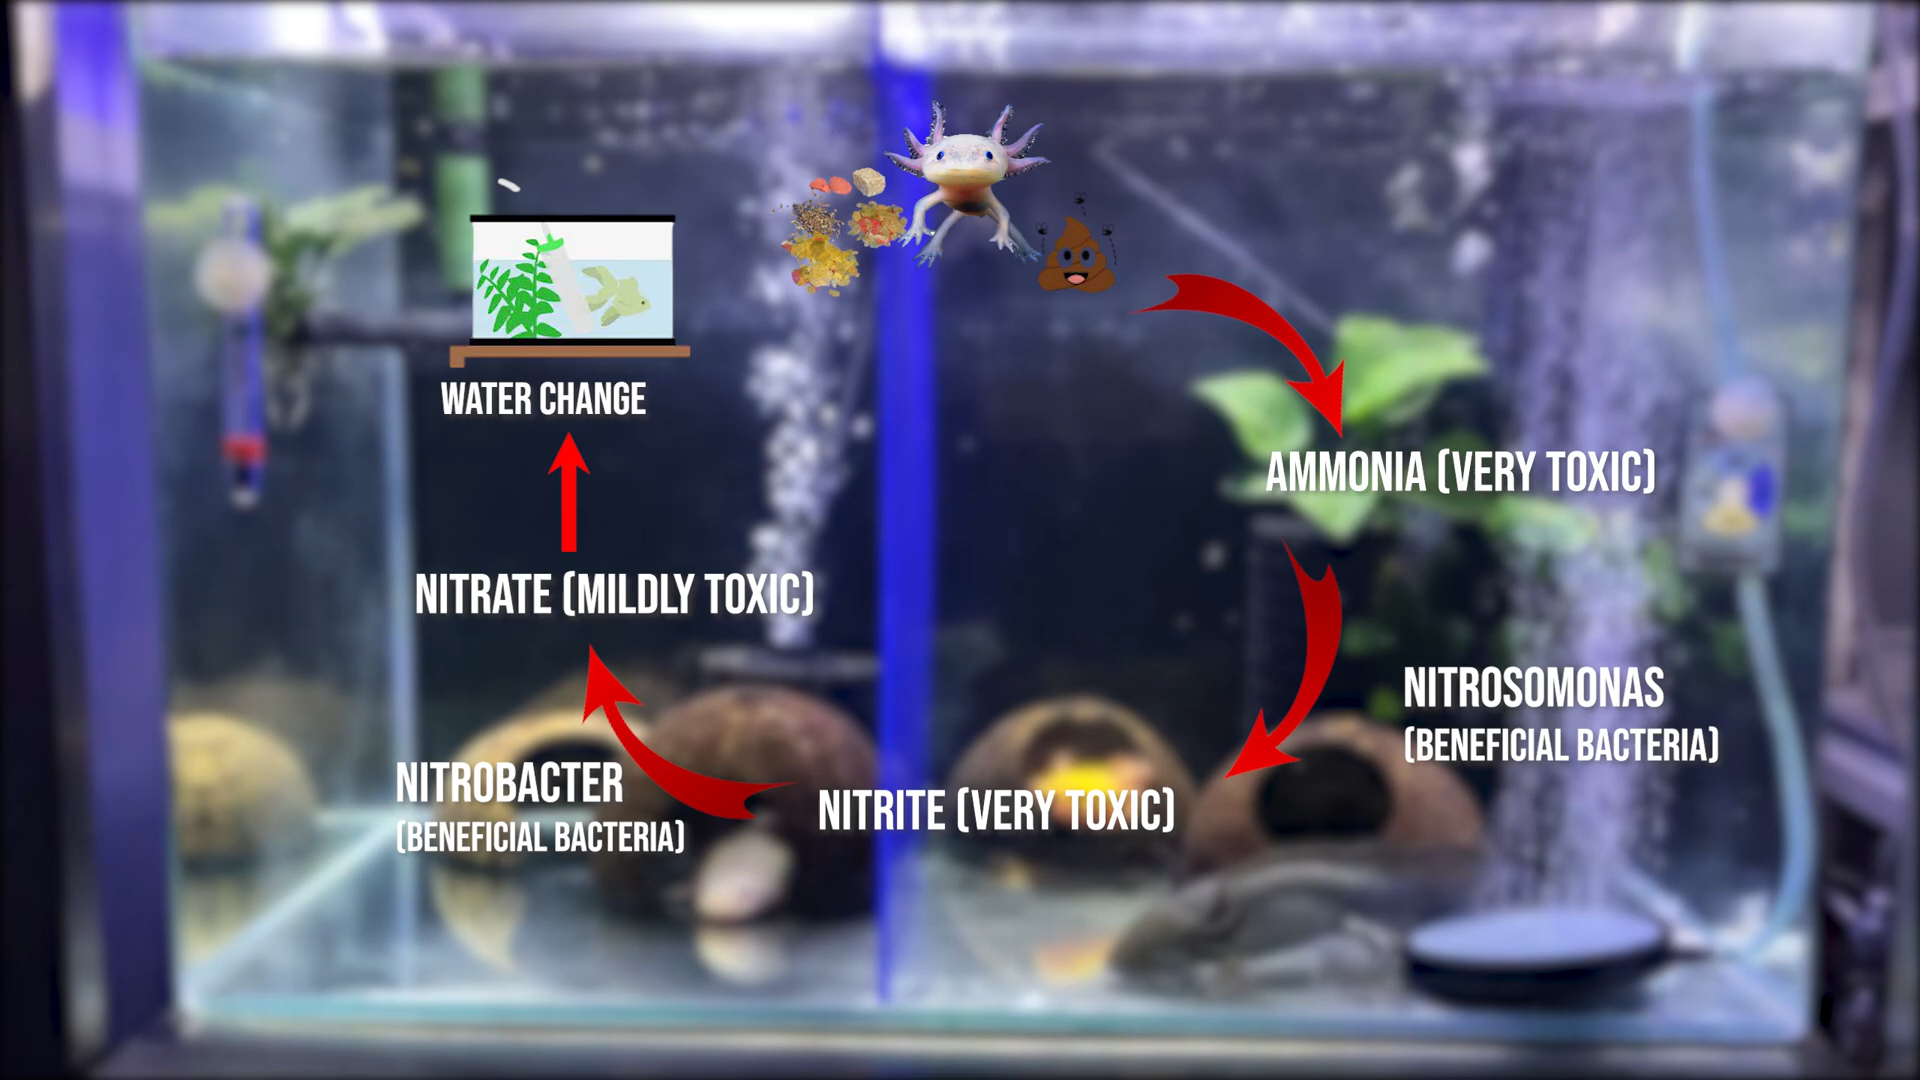 WATER CHANGE
AMMONIA (VERY TOXIC)
NITRATE (MILDLY TOXIC)
NITROSOMONAS
(BENEFICIAL BACTERIA)
NITROBACTER
(BENEFICIAL BACTERIA)
NITRITE (VERY TOXIC)